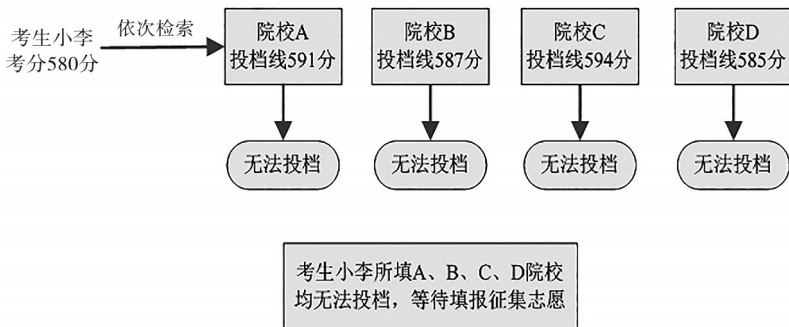 考生小李
考分580分
依次检索
院校A
投档线591分
院校B
投档线587分
院校C
投档线594分
院校D
投档线585分
无法投档
无法投档
无法投档
无法投档
考生小李所填A、B、C、D院校
均无法投档，等待填报征集志愿